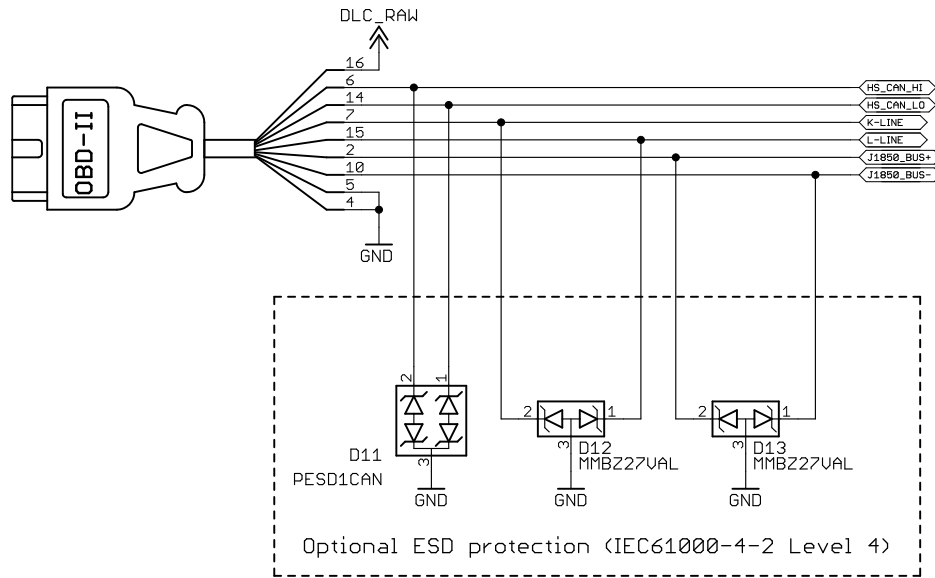 DLC_RAW
OBD-II
16
6
14
7
15
2
10
5
4
HS_CAN_HI
HS_CAN_LO
K-LINE
L-LINE
J1850_BUS+
J1850_BUS-
GND
2 1
D11
PESD1CAN
3
GND
2 1
3
D12
MMBZ27VAL
GND
2 1
3
D13
MMBZ27VAL
GND
Optional ESD protection (IEC61000-4-2 Level 4)